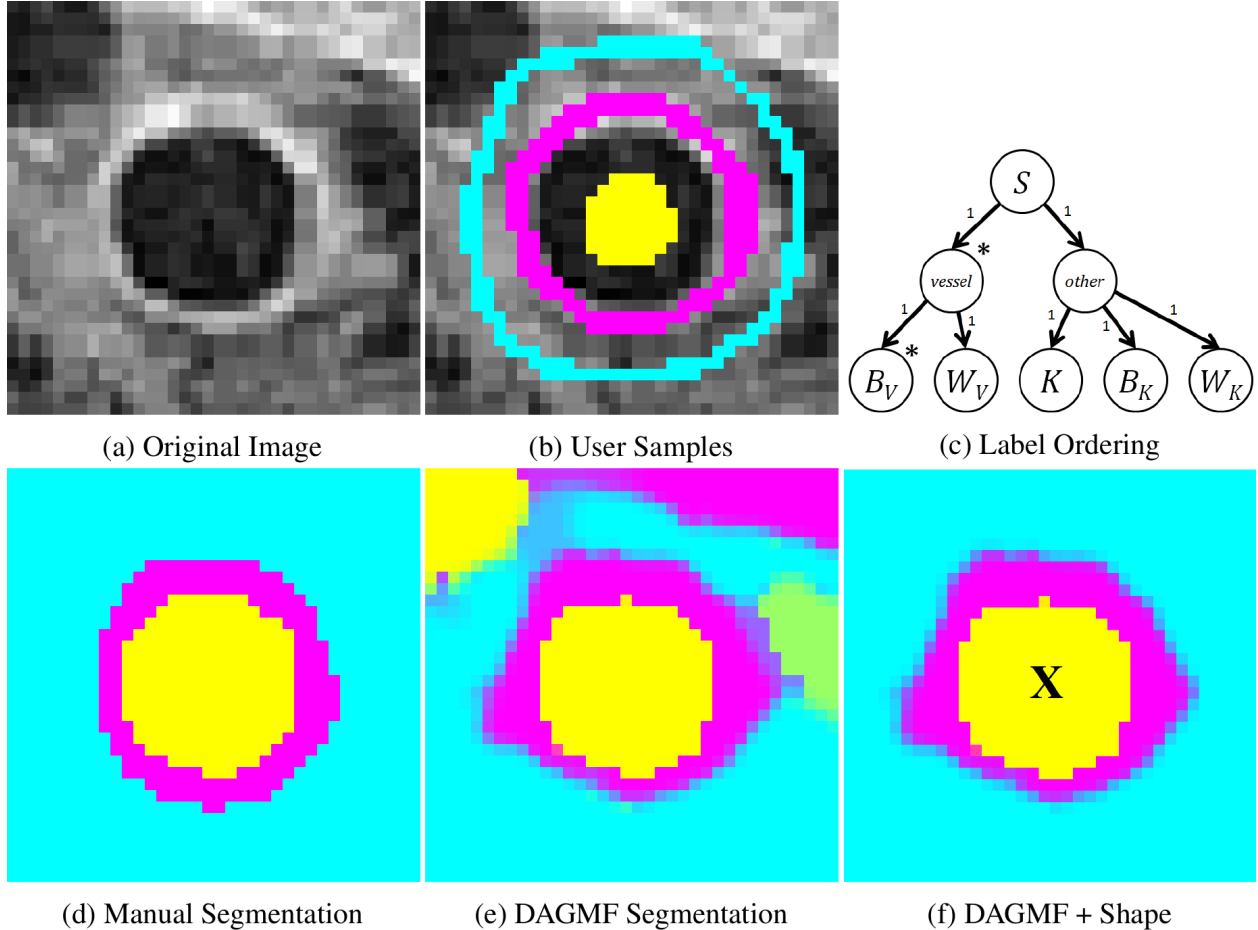 S
1 1
*
vessel other
1 1 1 1 1
*
B_V W_V K B_K W_K
(a) Original Image (b) User Samples (c) Label Ordering
X
(d) Manual Segmentation (e) DAGMF Segmentation (f) DAGMF + Shape